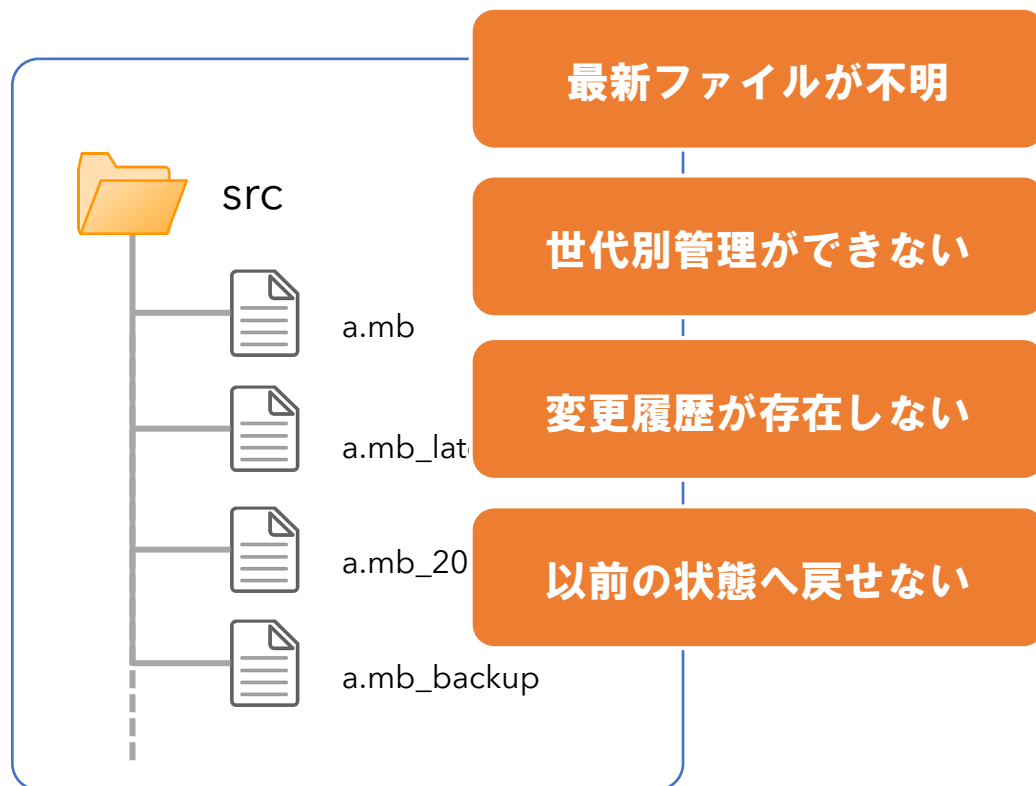 最新ファイルが不明
src
世代別管理ができない
a.mb
変更履歴が存在しない
a.mb_lat
a.mb_20
以前の状態へ戻せない
a.mb_backup